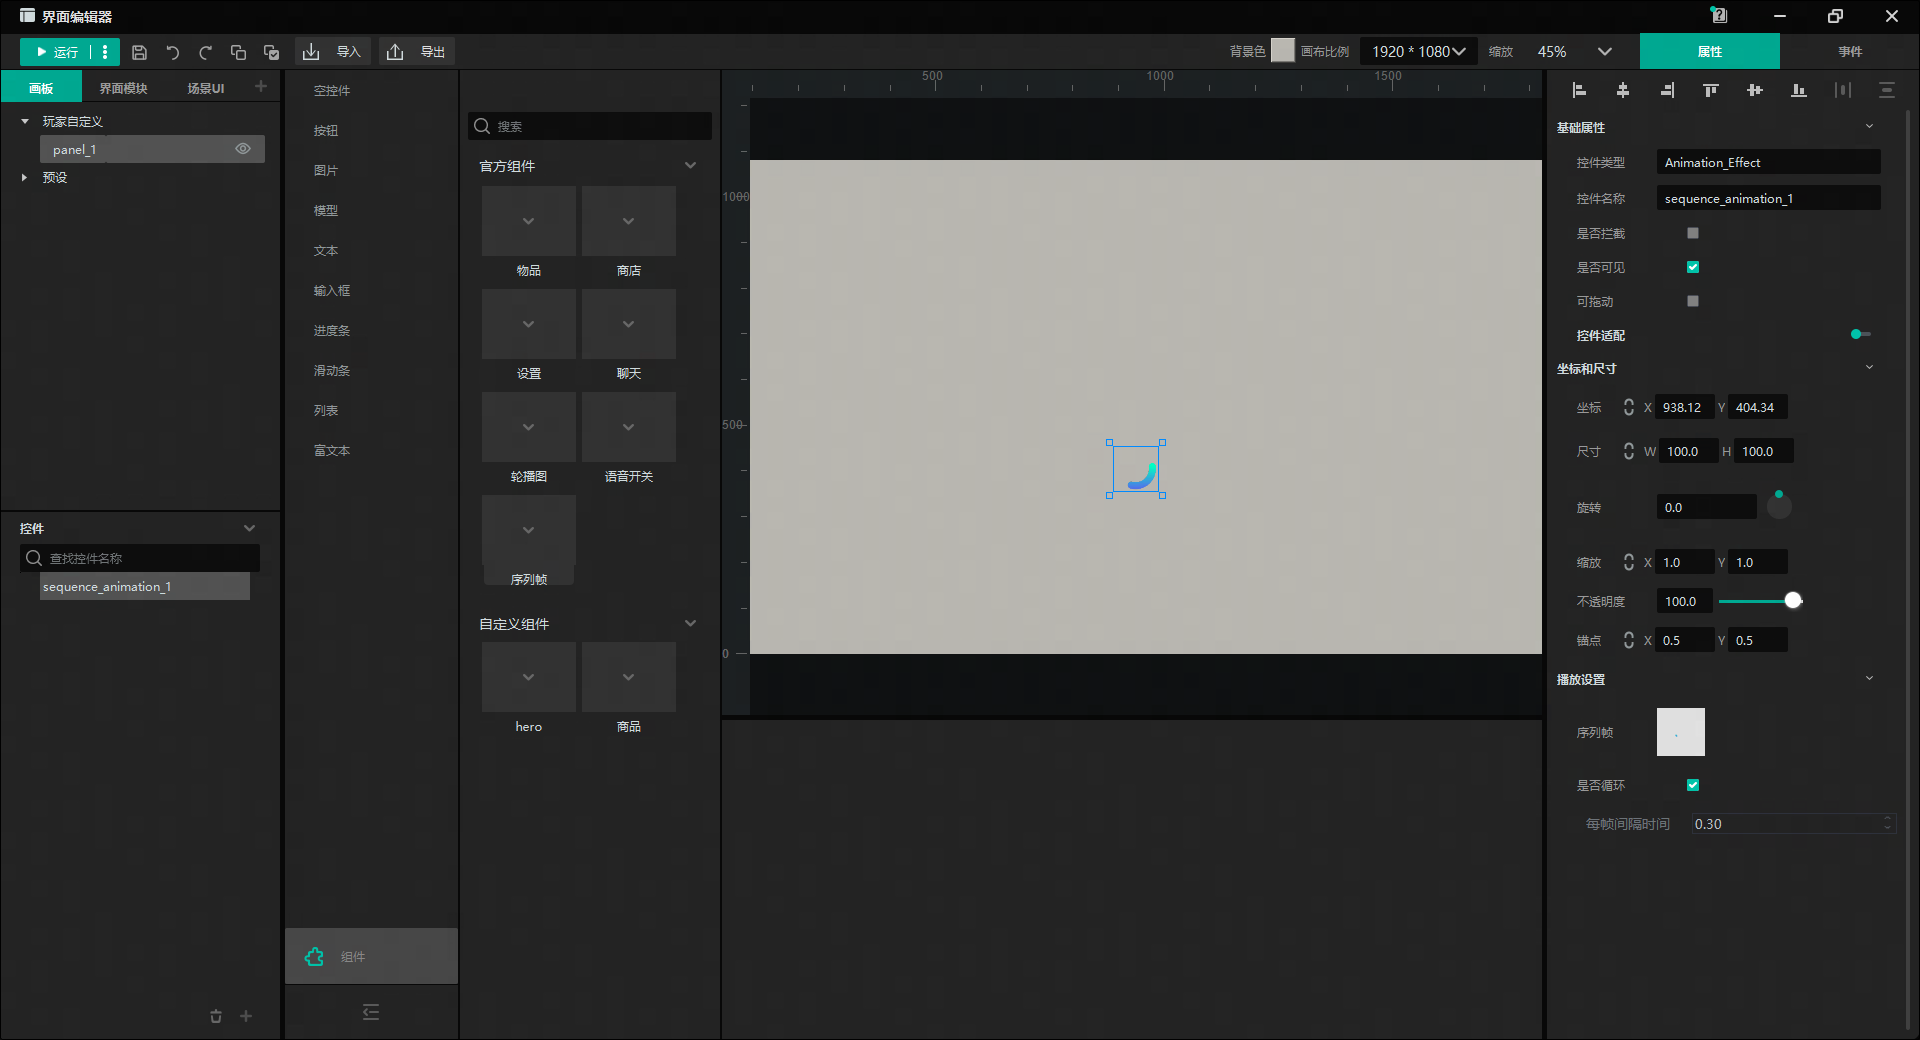 界面编辑器
运行
导入
导出
背景色
画布比例
1920 * 1080
缩放
45%
属性
事件
画板
界面模块
场景UI
玩家自定义
panel_1
预设
控件
查找控件名称
sequence_animation_1
空控件
按钮
图片
模型
文本
输入框
进度条
滑动条
列表
富文本
组件
搜索
官方组件
物品
商店
设置
聊天
轮播图
语音开关
序列帧
自定义组件
hero
商品
500
1000
1500
1000
500
0
基础属性
控件类型
Animation_Effect
控件名称
sequence_animation_1
是否拦截
是否可见
可拖动
控件适配
坐标和尺寸
坐标 X 938.12 Y 404.34
尺寸 W 100.0 H 100.0
旋转 0.0
缩放 X 1.0 Y 1.0
不透明度 100.0
锚点 X 0.5 Y 0.5
播放设置
序列帧
是否循环
每帧间隔时间 0.30